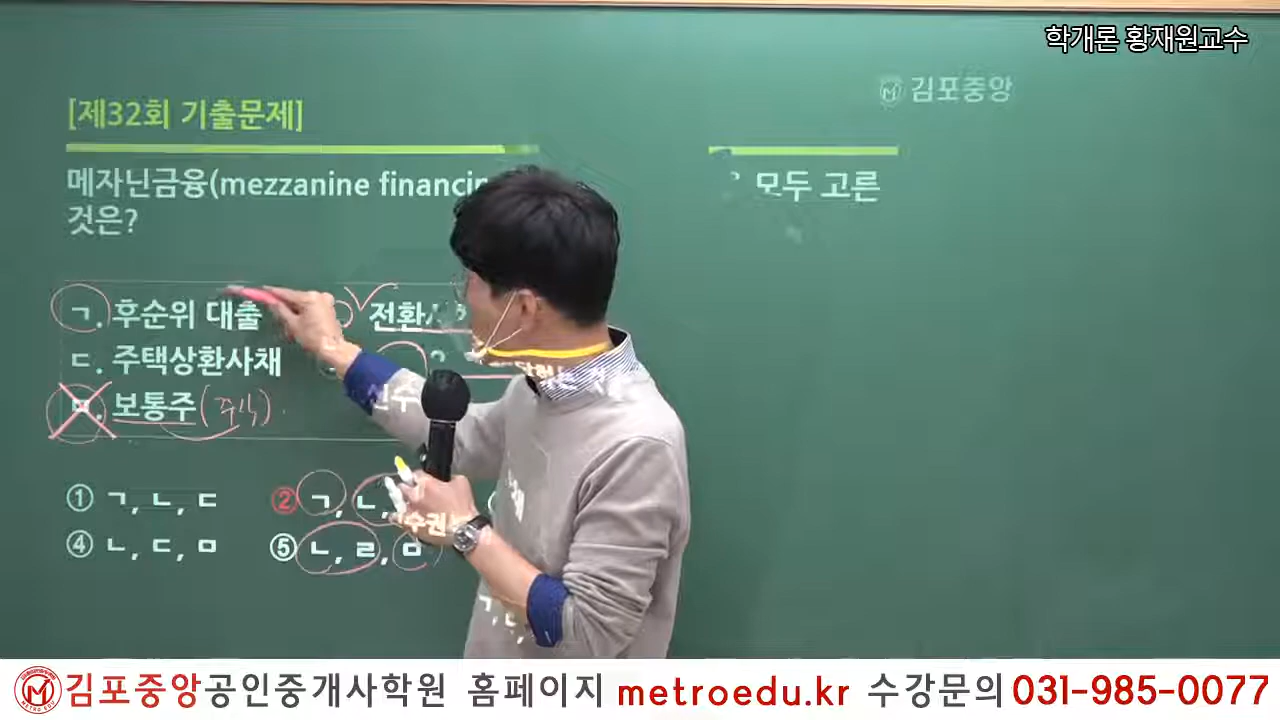 학개론 황재원교수
김포중앙
[제32회 기출문제]
메자닌금융(mezzanine financin 모두 고른
것은?
ㄱ. 후순위 대출 전환
ㄷ. 주택상환사채
ㅁ. 보통주 (주식)
① ㄱ, ㄴ, ㄷ ② ㄱ, ㄴ,
④ ㄴ, ㄷ, ㅁ ⑤ ㄴ, ㄹ, ㅁ
김포중앙공인중개사학원 홈페이지 metroedu.kr 수강문의 031-985-0077